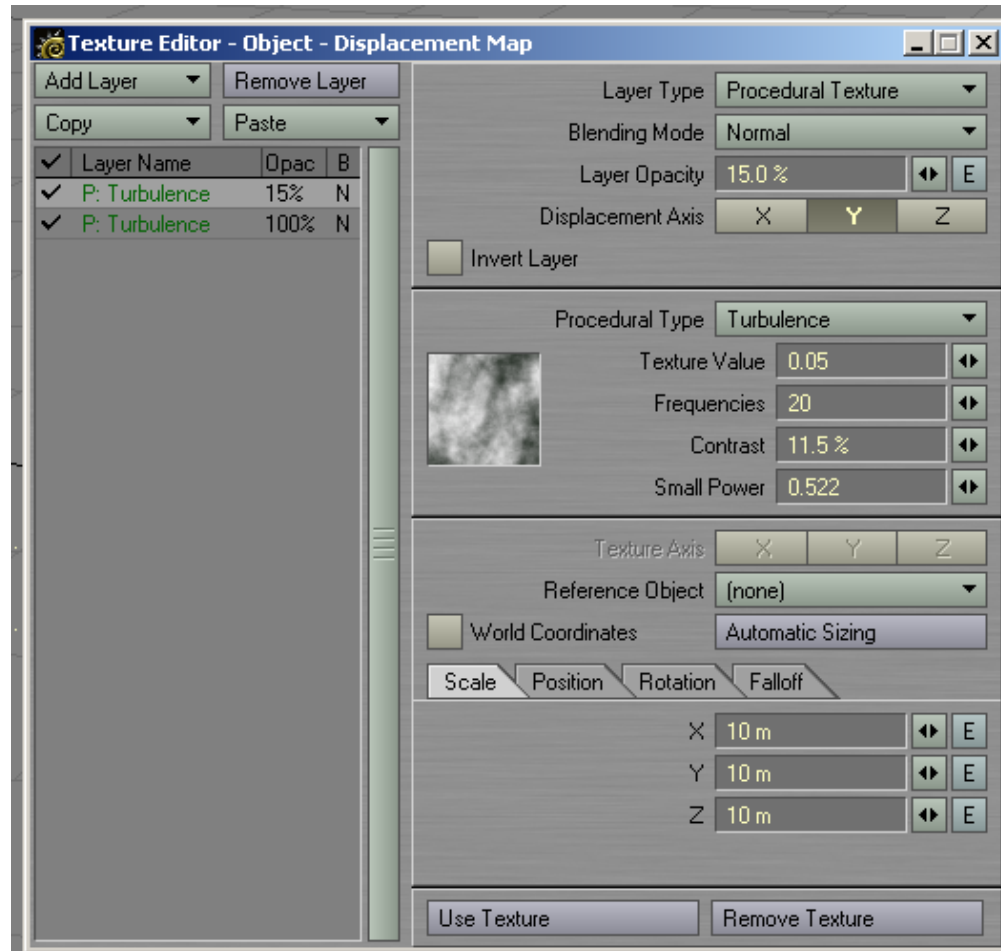 Texture Editor - Object - Displacement Map
Add Layer Remove Layer
Copy Paste
Layer Name Opac B
P: Turbulence 15% N
P: Turbulence 100% N
Layer Type Procedural Texture
Blending Mode Normal
Layer Opacity 15.0 % E
Displacement Axis X Y Z
Invert Layer
Procedural Type Turbulence
Texture Value 0.05
Frequencies 20
Contrast 11.5 %
Small Power 0.522
Texture Axis X Y Z
Reference Object (none)
World Coordinates Automatic Sizing
Scale Position Rotation Falloff
X 10 m E
Y 10 m E
Z 10 m E
Use Texture Remove Texture